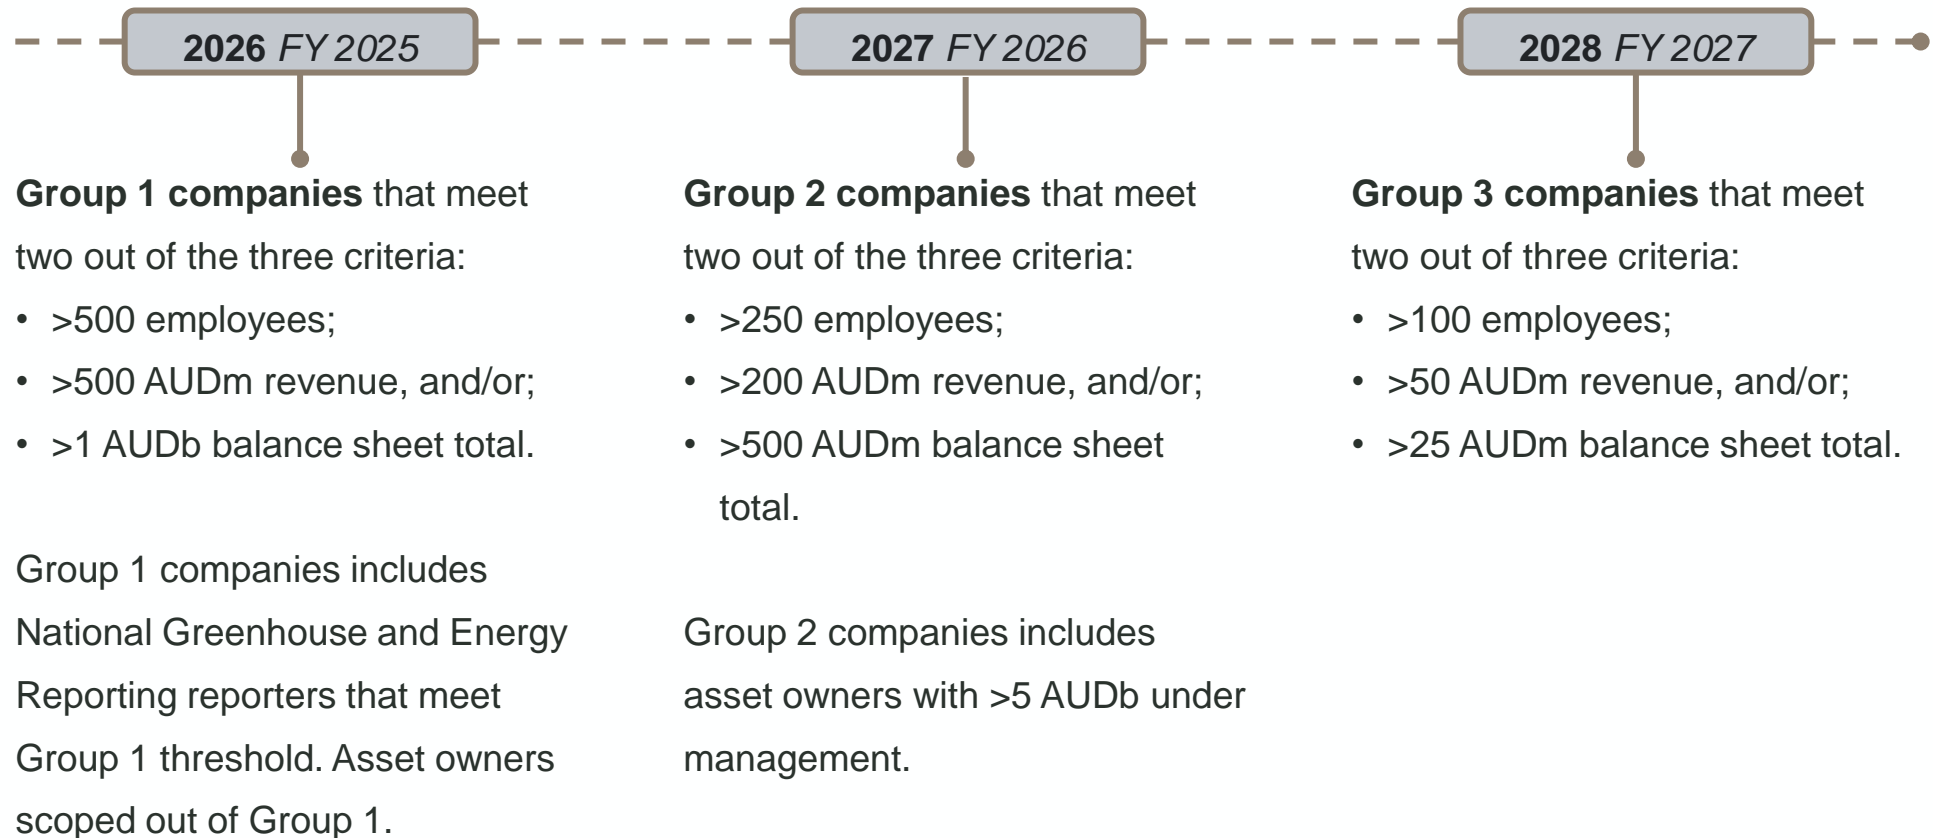 2026 FY 2025
2027 FY 2026
2028 FY 2027
Group 1 companies that meet
two out of the three criteria:
• >500 employees;
• >500 AUDm revenue, and/or;
• >1 AUDb balance sheet total.
Group 1 companies includes
National Greenhouse and Energy
Reporting reporters that meet
Group 1 threshold. Asset owners
scoped out of Group 1.
Group 2 companies that meet
two out of the three criteria:
• >250 employees;
• >200 AUDm revenue, and/or;
• >500 AUDm balance sheet
total.
Group 2 companies includes
asset owners with >5 AUDb under
management.
Group 3 companies that meet
two out of three criteria:
• >100 employees;
• >50 AUDm revenue, and/or;
• >25 AUDm balance sheet total.